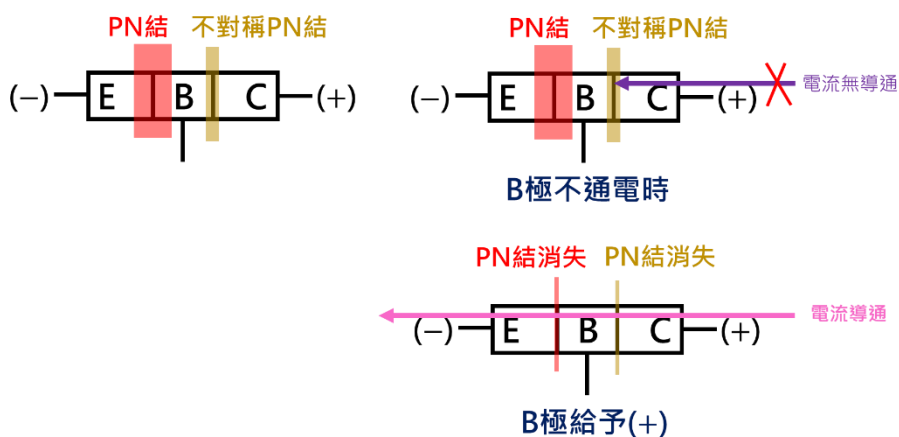 PN結 不對稱PN結
(−) E B C (+)
PN結 不對稱PN結
(−) E B C (+) 電流無導通
B極不通電時
PN結消失 PN結消失
(−) E B C (+) 電流導通
B極給予(+)